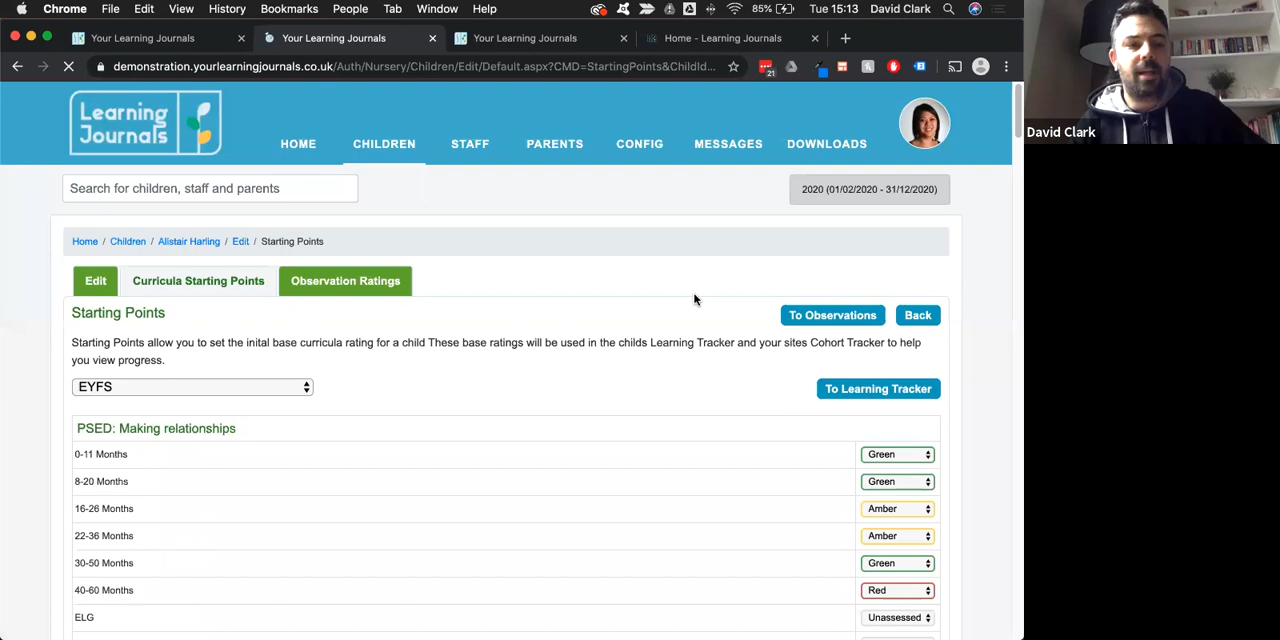 Chrome File Edit View History Bookmarks People Tab Window Help 85% Tue 15:13 David Clark
Your Learning Journals Your Learning Journals Your Learning Journals Home - Learning Journals
demonstration.yourlearningjournals.co.uk/Auth/Nursery/Children/Edit/Default.aspx?CMD=StartingPoints&ChildId... 21
Learning
Journals
HOME CHILDREN STAFF PARENTS CONFIG MESSAGES DOWNLOADS
David Clark
Search for children, staff and parents 2020 (01/02/2020 - 31/12/2020)
Home / Children / Alistair Harling / Edit / Starting Points
Edit Curricula Starting Points Observation Ratings
Starting Points To Observations Back
Starting Points allow you to set the inital base curricula rating for a child These base ratings will be used in the childs Learning Tracker and your sites Cohort Tracker to help
you view progress.
EYFS To Learning Tracker
PSED: Making relationships
0-11 Months Green
8-20 Months Green
16-26 Months Amber
22-36 Months Amber
30-50 Months Green
40-60 Months Red
ELG Unassessed